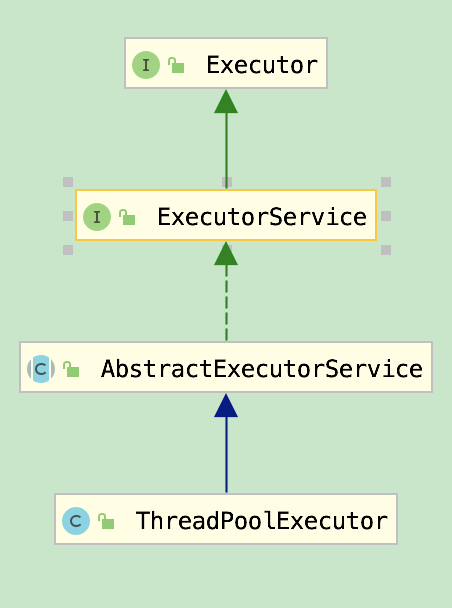 I Executor
I ExecutorService
C AbstractExecutorService
C ThreadPoolExecutor